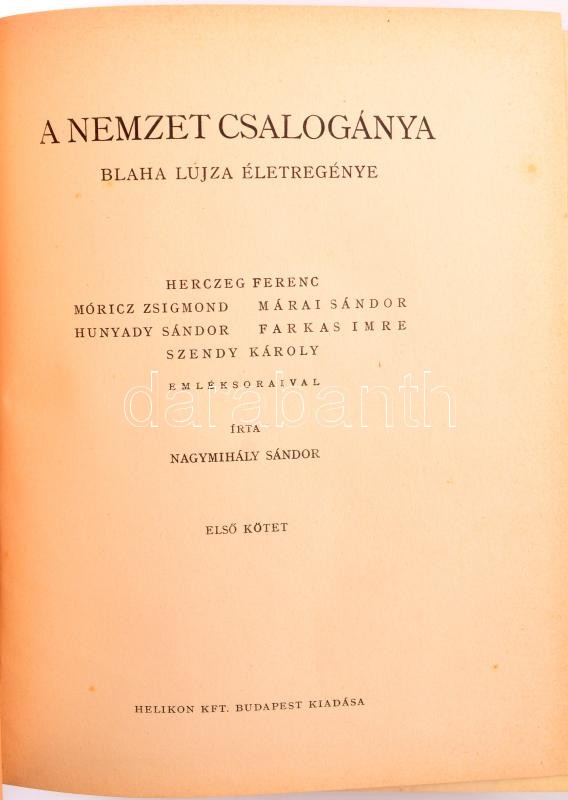 A NEMZET CSALOGÁNYA
BLAHA LUJZA ÉLETREGÉNYE
HERCZEG FERENC
MÓRICZ ZSIGMOND MÁRAI SÁNDOR
HUNYADY SÁNDOR FARKAS IMRE
SZENDY KÁROLY
EMLÉKSORAIVAL
darabanth
ÍRTA
NAGYMIHÁLY SÁNDOR
ELSŐ KÖTET
HELIKON KFT. BUDAPEST KIADÁSA